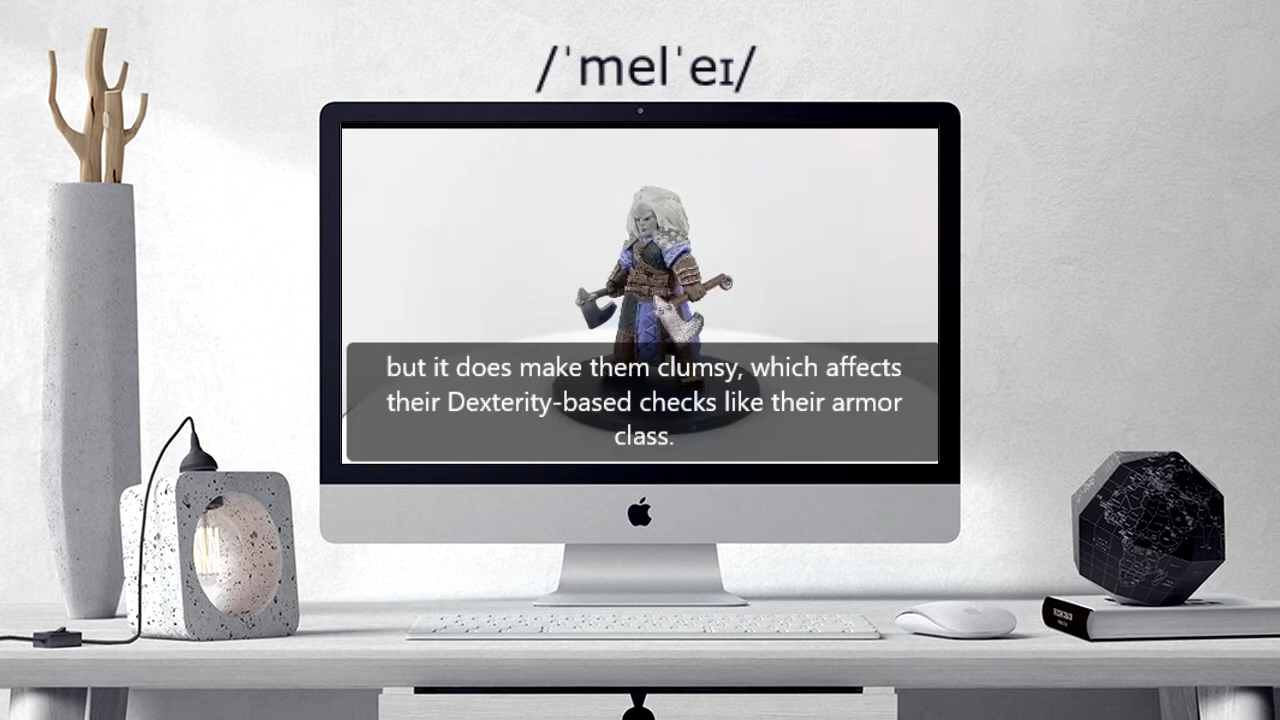 /ˈmelˈeɪ/
but it does make them clumsy, which affects
their Dexterity-based checks like their armor
class.